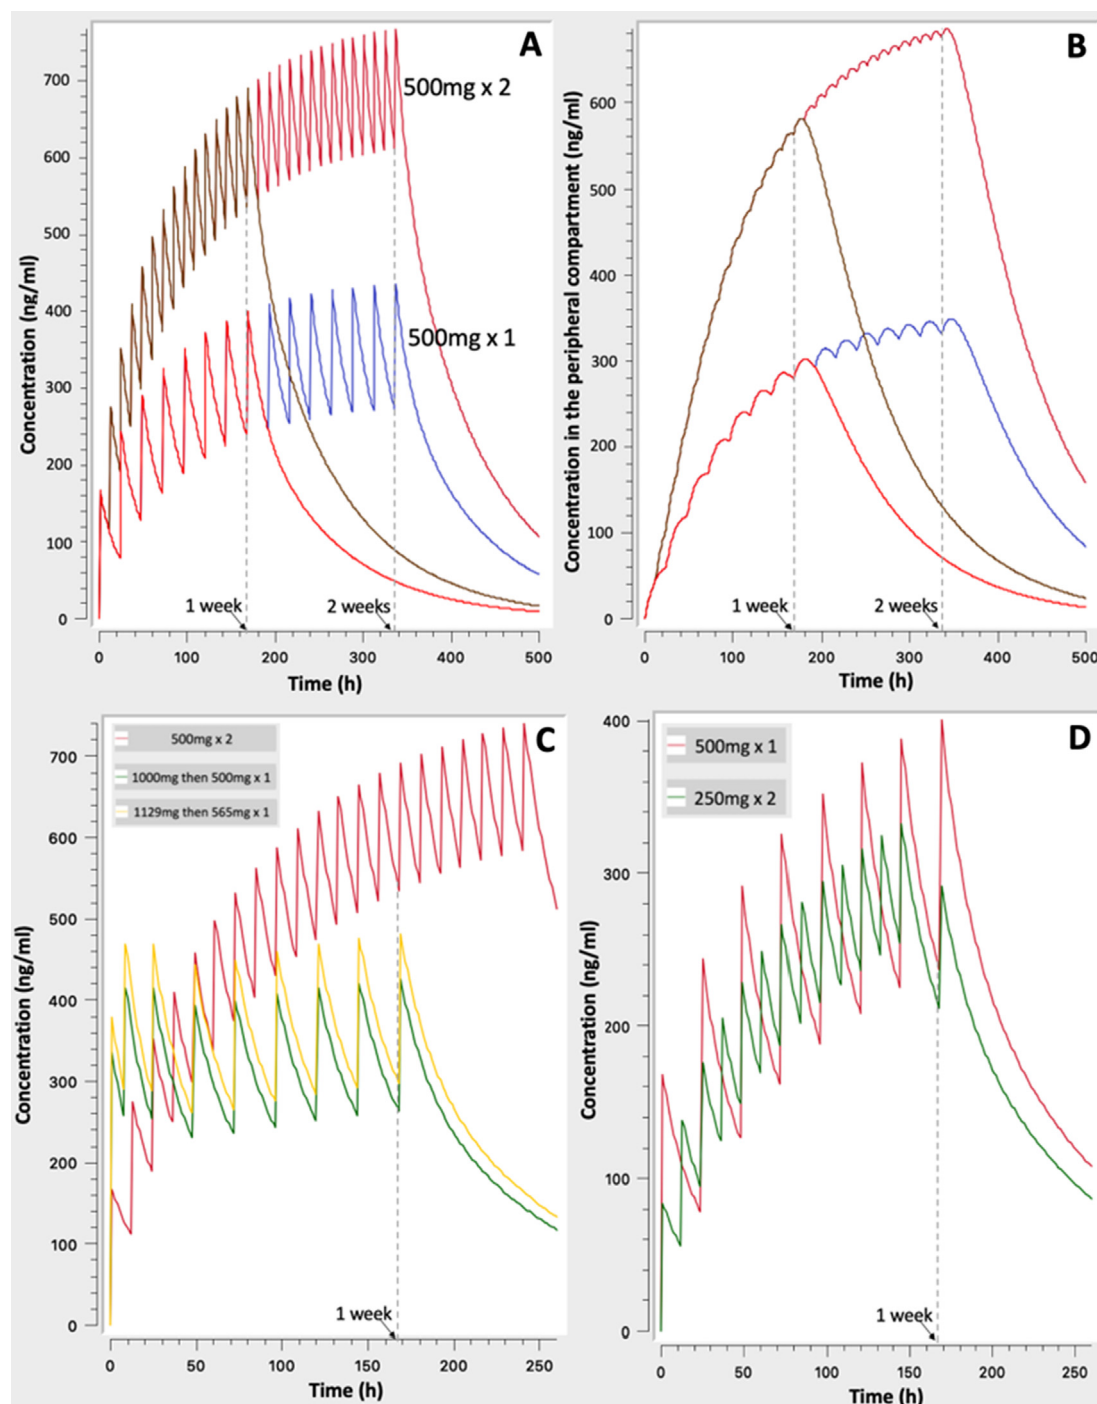 A
700
600
500
400
300
200
100
0
Concentration (ng/ml)
500mg x 2
500mg x 1
1 week
2 weeks
0
100
200
300
400
500
Time (h)
B
600
500
400
300
200
100
0
Concentration in the peripheral compartment (ng/ml)
1 week
2 weeks
0
100
200
300
400
500
Time (h)
C
500mg x 2
1000mg then 500mg x 1
1129mg then 565mg x 1
700
600
500
400
300
200
100
0
Concentration (ng/ml)
1 week
0
50
100
150
200
250
Time (h)
D
500mg x 1
250mg x 2
400
300
200
100
0
Concentration (ng/ml)
1 week
0
50
100
150
200
250
Time (h)